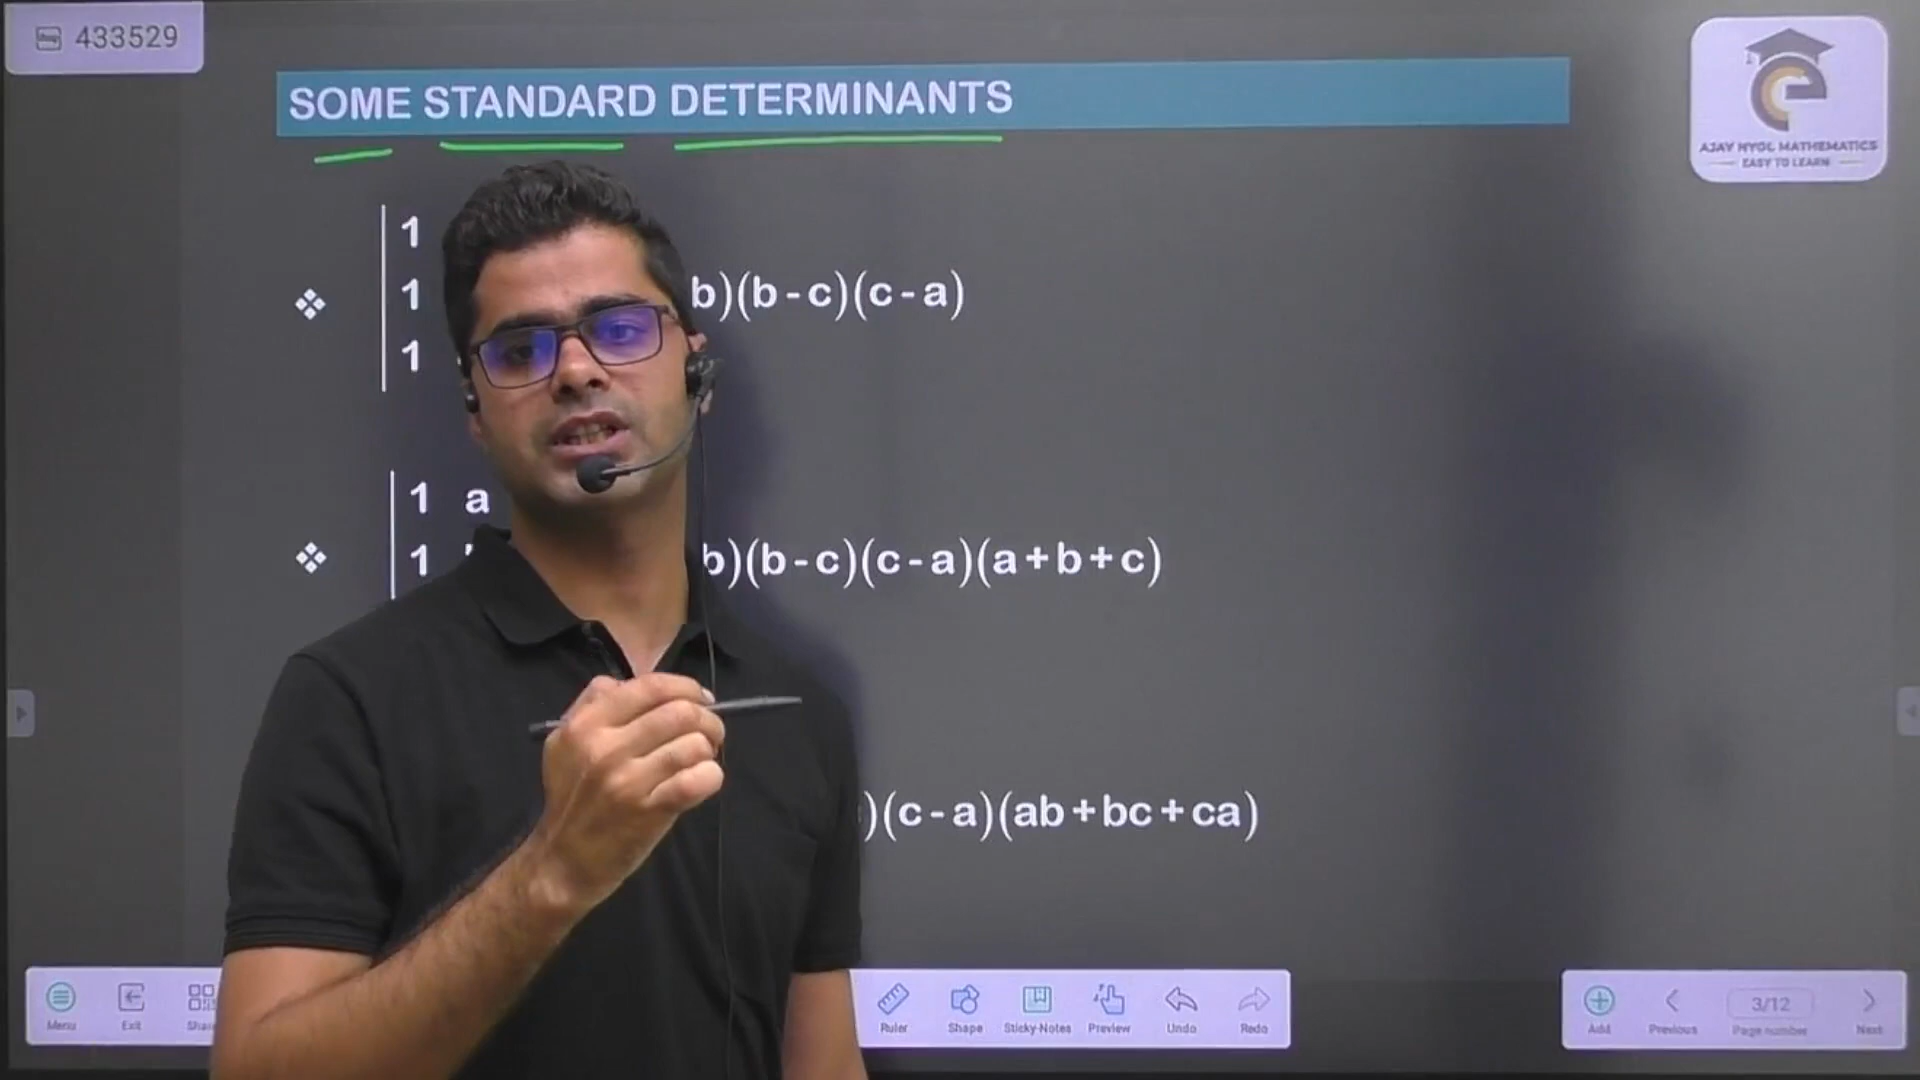 433529
SOME STANDARD DETERMINANTS
AJAY NYOL MATHEMATICS
EASY TO LEARN
1
1 b)(b-c)(c-a)
1
1 a
1 b)(b-c)(c-a)(a+b+c)
)(c-a)(ab+bc+ca)
Menu Exit Share Ruler Shape Sticky-Notes Preview Undo Redo
Add Previous 3/12 Page number Next